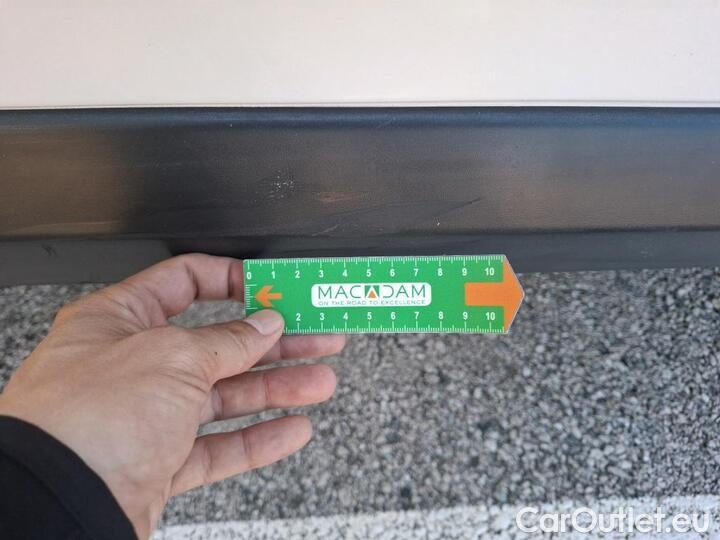 0 1 2 3 4 5 6 7 8 9 10
MACADAM
ON THE ROAD TO EXCELLENCE
2 3 4 5 6 7 8 9 10
CarOutlet.eu